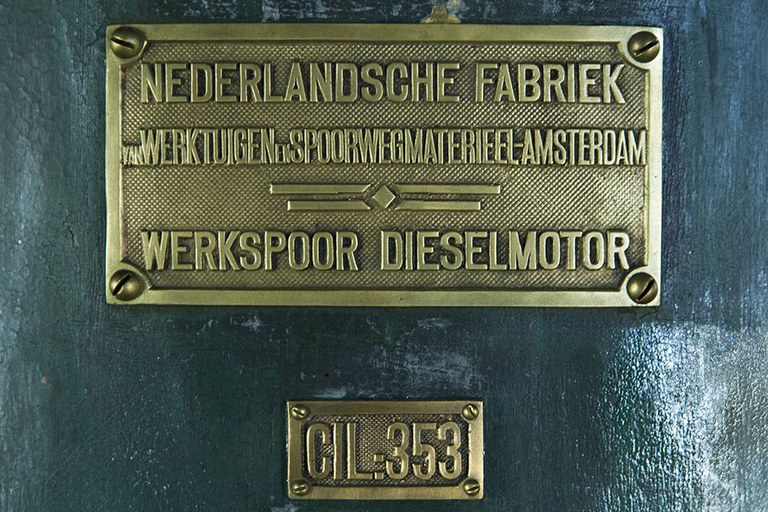 NEDERLANDSCHE FABRIEK
VAN WERKTUIGEN EN SPOORWEGMATERIEEL-AMSTERDAM
WERKSPOOR DIESELMOTOR
CIL:353